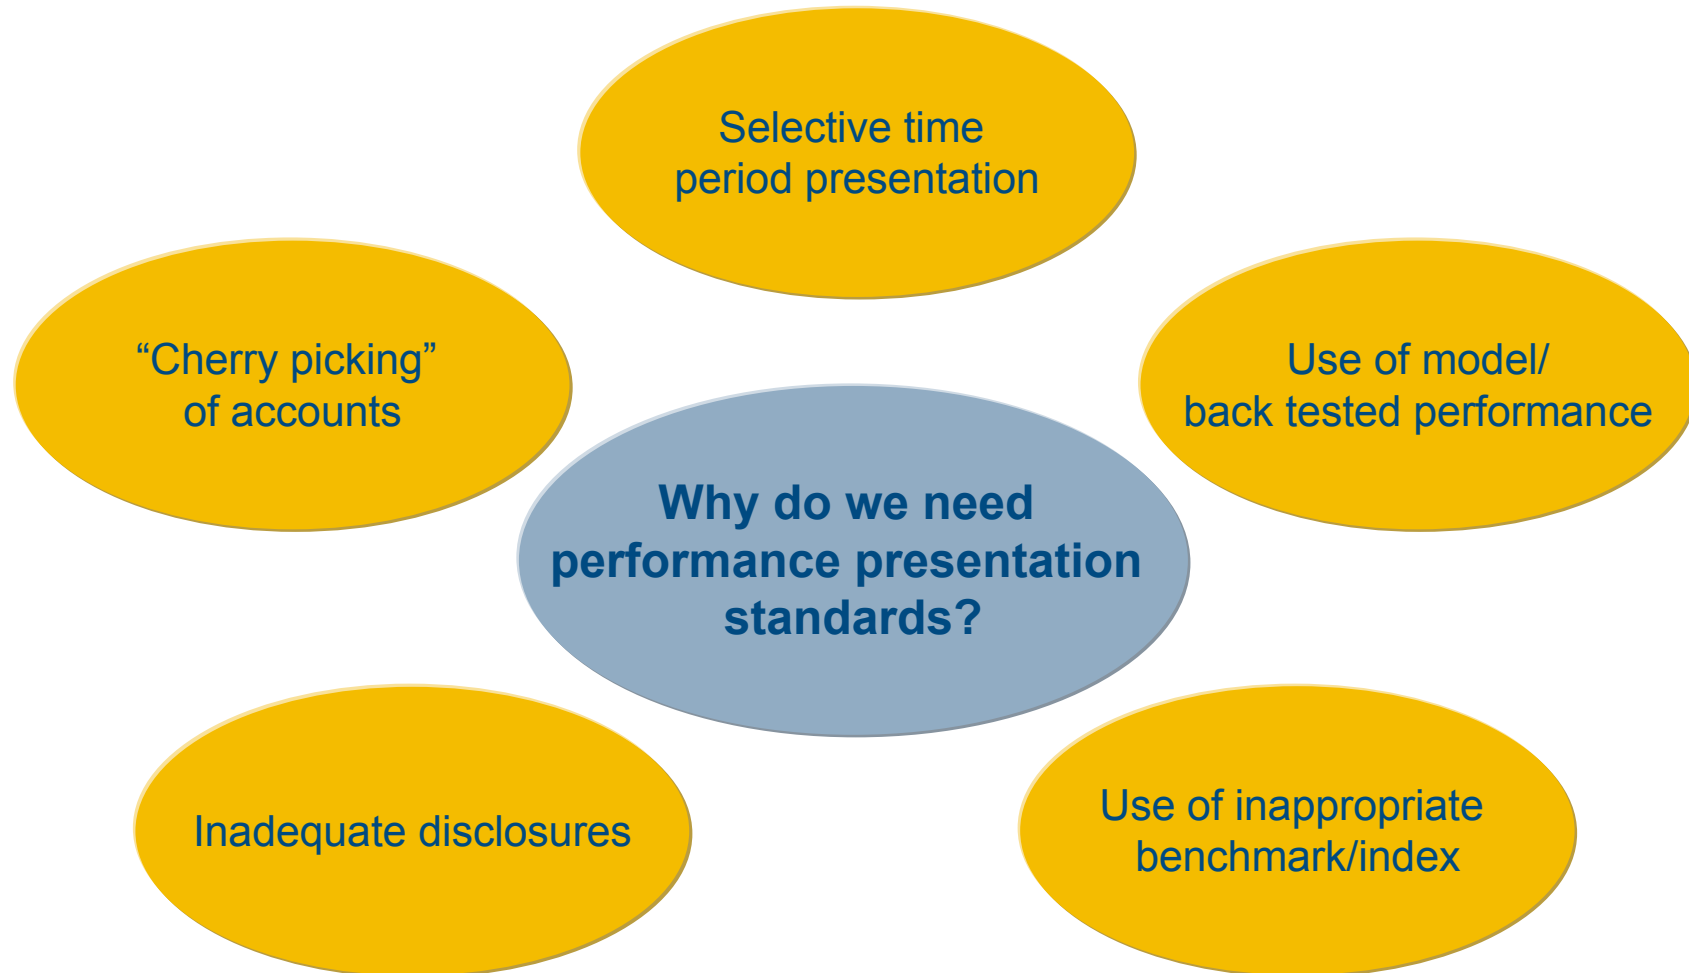 Selective time
period presentation
“Cherry picking”
of accounts
Use of model/
back tested performance
Why do we need
performance presentation
standards?
Inadequate disclosures
Use of inappropriate
benchmark/index